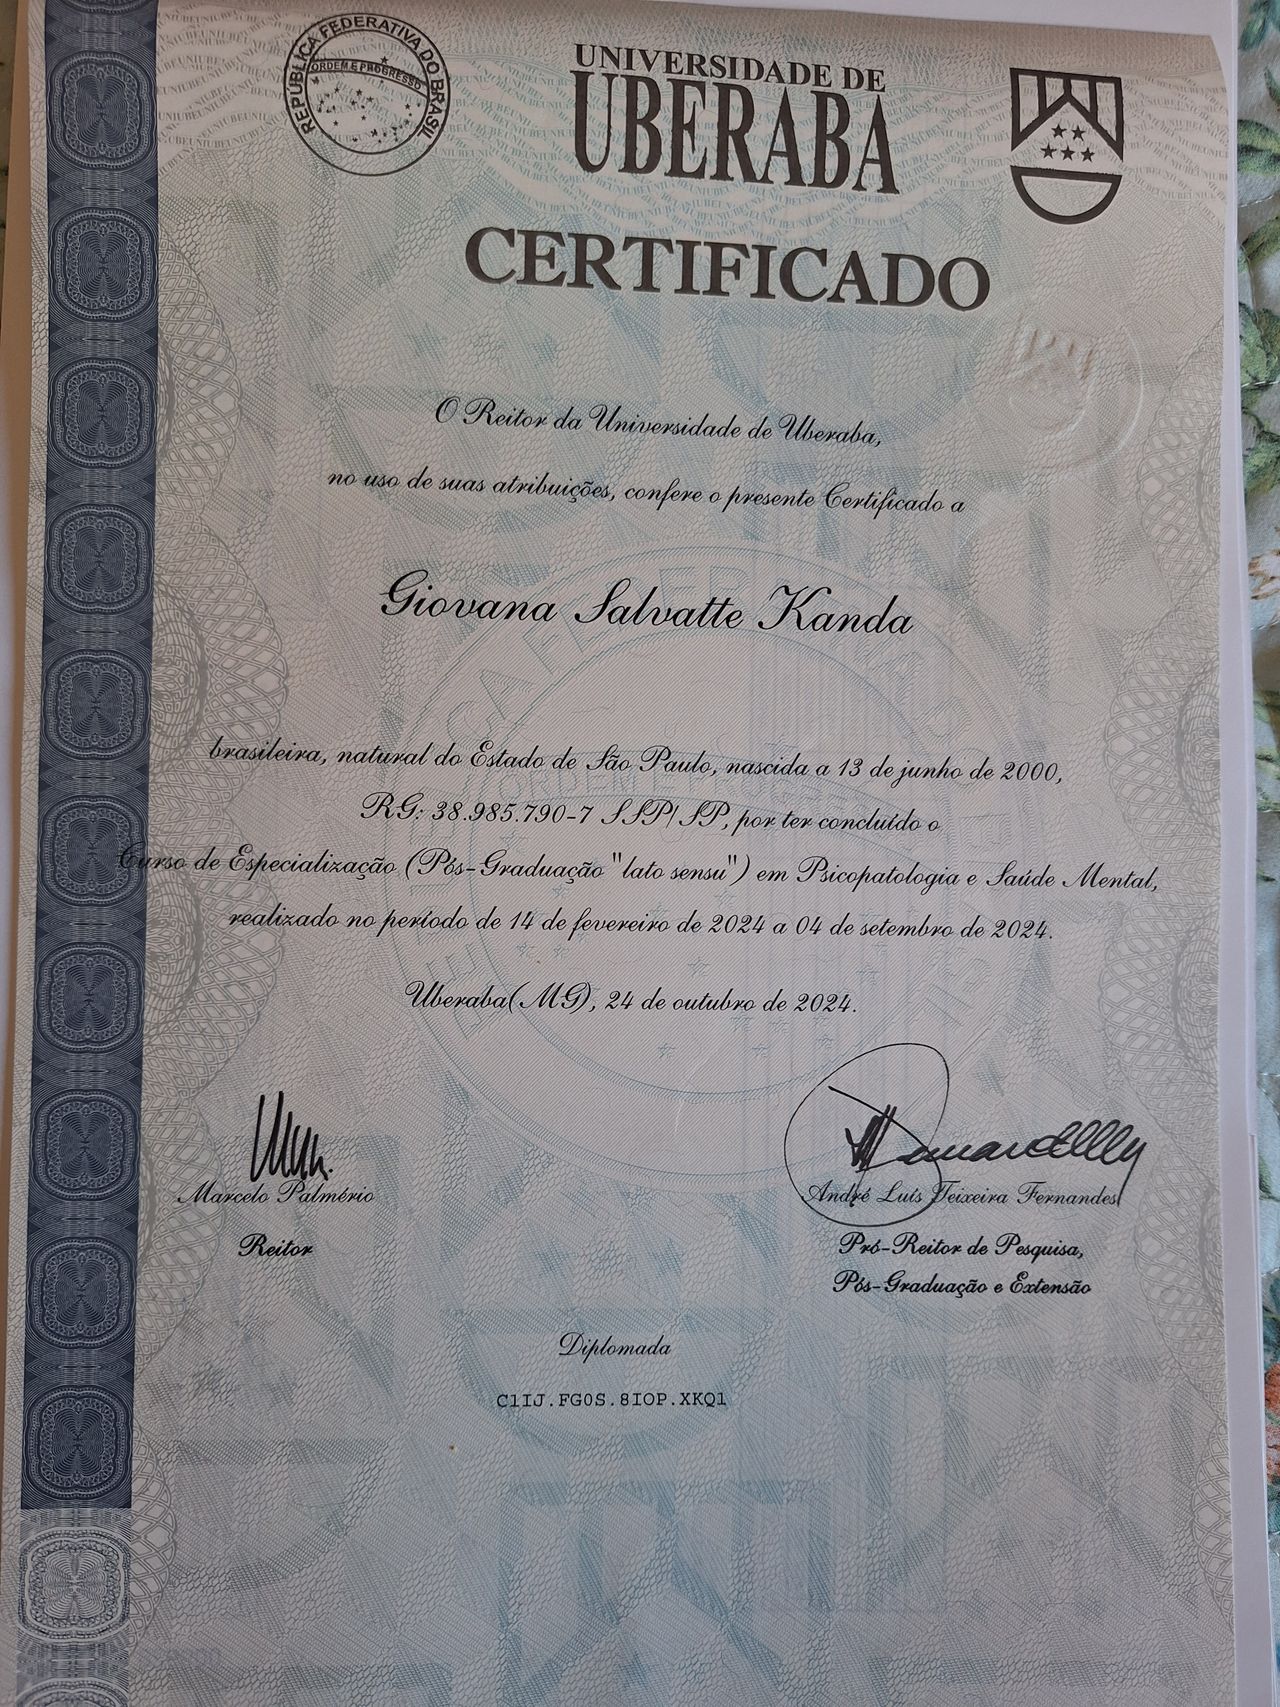 REPÚBLICA FEDERATIVA DO BRASIL
ORDEM E PROGRESSO
UNIVERSIDADE DE
UBERABA
CERTIFICADO
O Reitor da Universidade de Uberaba,
no uso de suas atribuições, confere o presente Certificado a
Giovana Salvatte Kanda
brasileira, natural do Estado de São Paulo, nascida a 13 de junho de 2000,
RG: 38.985.790-7 SSP/SP, por ter concluído o
Curso de Especialização (Pós-Graduação "lato sensu") em Psicopatologia e Saúde Mental,
realizado no período de 14 de fevereiro de 2024 a 04 de setembro de 2024.
Uberaba(MG), 24 de outubro de 2024.
Marcelo Palmério
Reitor
André Luís Teixeira Fernandes
Pró-Reitor de Pesquisa,
Pós-Graduação e Extensão
Diplomada
C1IJ.FG0S.8IOP.XKQ1